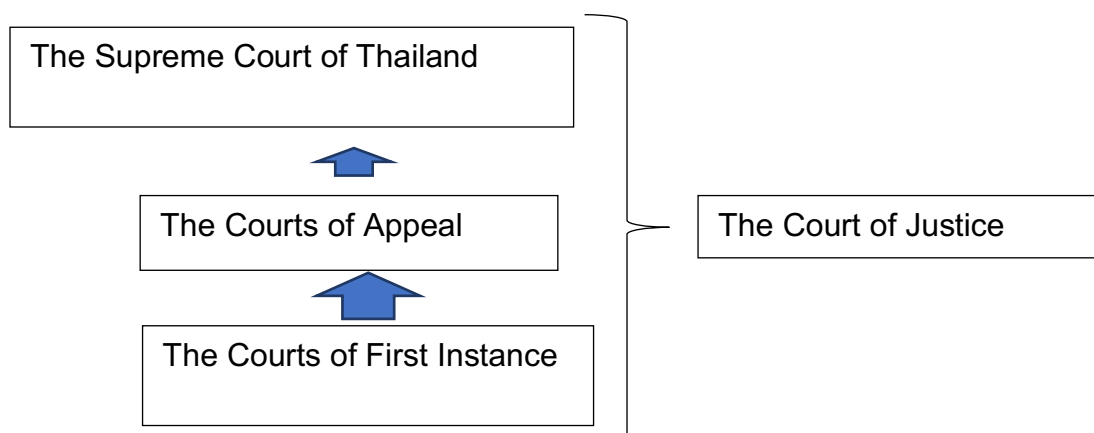 The Supreme Court of Thailand
The Courts of Appeal
The Court of Justice
The Courts of First Instance